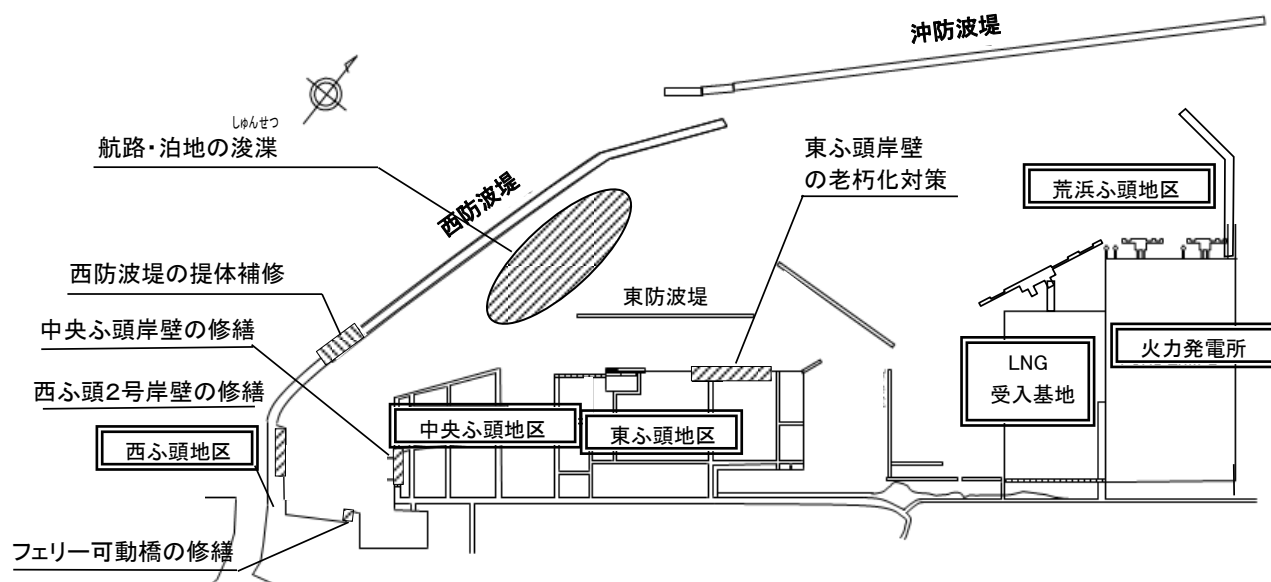 沖防波堤
しゅんせつ
航路・泊地の浚渫
東ふ頭岸壁
の老朽化対策
荒浜ふ頭地区
西防波堤
西防波堤の提体補修
東防波堤
中央ふ頭岸壁の修繕
火力発電所
LNG
受入基地
西ふ頭2号岸壁の修繕
中央ふ頭地区
東ふ頭地区
西ふ頭地区
フェリー可動橋の修繕